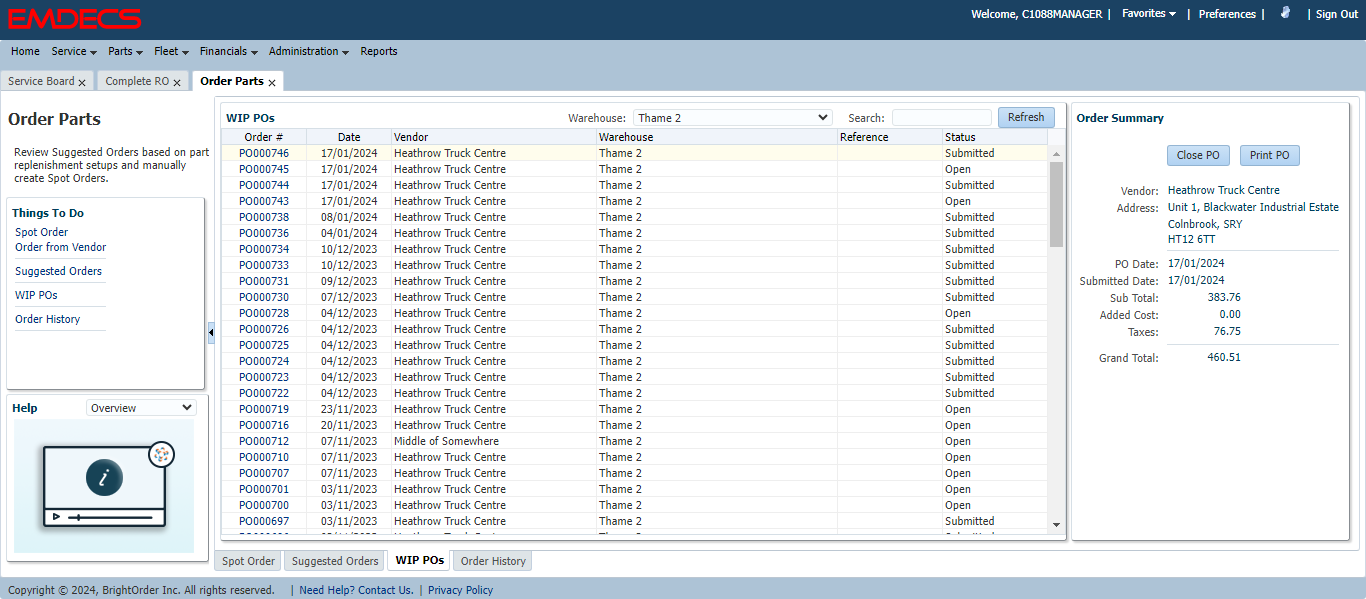 EMDECS
Welcome, C1088MANAGER | Favorites | Preferences | | Sign Out
Home Service Parts Fleet Financials Administration Reports
Service Board x Complete RO x Order Parts x
Order Parts
Review Suggested Orders based on part
replenishment setups and manually
create Spot Orders.
Things To Do
Spot Order
Order from Vendor
Suggested Orders
WIP POs
Order History
Help Overview
i
WIP POs Warehouse: Thame 2 Search: Refresh
Order # Date Vendor Warehouse Reference Status
PO000746 17/01/2024 Heathrow Truck Centre Thame 2 Submitted
PO000745 17/01/2024 Heathrow Truck Centre Thame 2 Open
PO000744 17/01/2024 Heathrow Truck Centre Thame 2 Submitted
PO000743 17/01/2024 Heathrow Truck Centre Thame 2 Open
PO000738 08/01/2024 Heathrow Truck Centre Thame 2 Submitted
PO000736 04/01/2024 Heathrow Truck Centre Thame 2 Submitted
PO000734 10/12/2023 Heathrow Truck Centre Thame 2 Submitted
PO000733 10/12/2023 Heathrow Truck Centre Thame 2 Submitted
PO000731 09/12/2023 Heathrow Truck Centre Thame 2 Submitted
PO000730 07/12/2023 Heathrow Truck Centre Thame 2 Submitted
PO000728 04/12/2023 Heathrow Truck Centre Thame 2 Open
PO000726 04/12/2023 Heathrow Truck Centre Thame 2 Submitted
PO000725 04/12/2023 Heathrow Truck Centre Thame 2 Submitted
PO000724 04/12/2023 Heathrow Truck Centre Thame 2 Submitted
PO000723 04/12/2023 Heathrow Truck Centre Thame 2 Submitted
PO000722 04/12/2023 Heathrow Truck Centre Thame 2 Submitted
PO000719 23/11/2023 Heathrow Truck Centre Thame 2 Open
PO000716 20/11/2023 Heathrow Truck Centre Thame 2 Open
PO000712 07/11/2023 Middle of Somewhere Thame 2 Open
PO000710 07/11/2023 Heathrow Truck Centre Thame 2 Open
PO000707 07/11/2023 Heathrow Truck Centre Thame 2 Open
PO000701 03/11/2023 Heathrow Truck Centre Thame 2 Open
PO000700 03/11/2023 Heathrow Truck Centre Thame 2 Open
PO000697 03/11/2023 Heathrow Truck Centre Thame 2 Submitted
Order Summary
Close PO Print PO
Vendor: Heathrow Truck Centre
Address: Unit 1, Blackwater Industrial Estate
Colnbrook, SRY
HT12 6TT
PO Date: 17/01/2024
Submitted Date: 17/01/2024
Sub Total: 383.76
Added Cost: 0.00
Taxes: 76.75
Grand Total: 460.51
Spot Order Suggested Orders WIP POs Order History
Copyright © 2024, BrightOrder Inc. All rights reserved. | Need Help? Contact Us. | Privacy Policy